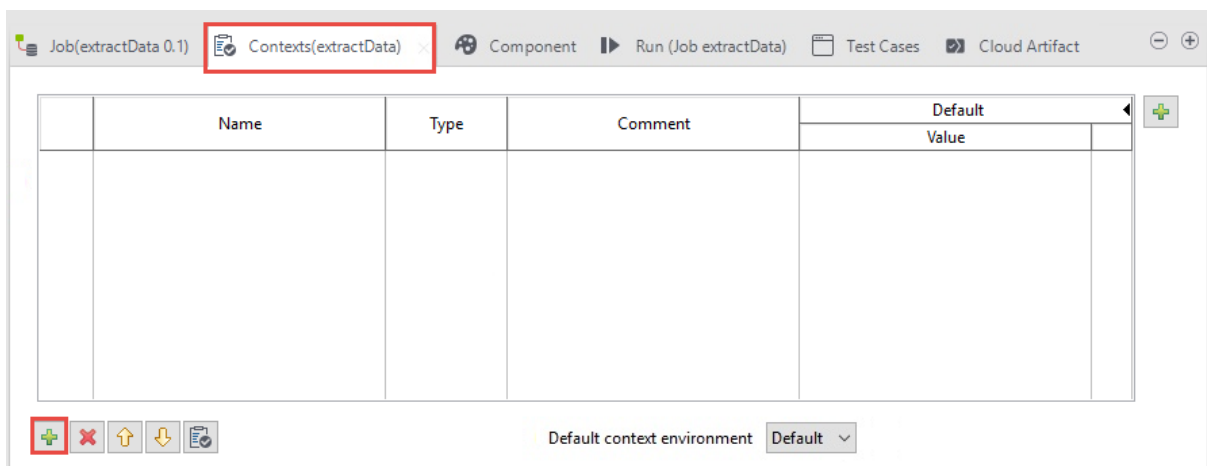 Job(extractData 0.1) Contexts(extractData) Component Run (Job extractData) Test Cases Cloud Artifact
Name Type Comment Default
Value
Default context environment Default